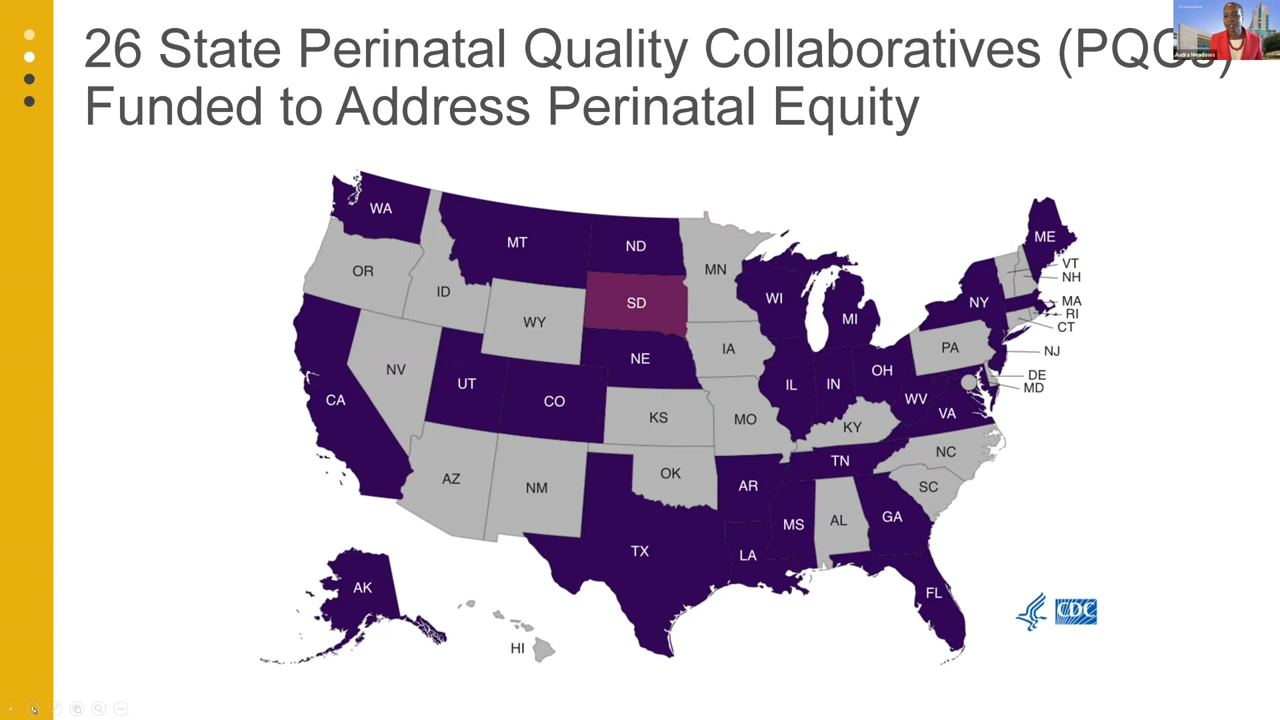 26 State Perinatal Quality Collaboratives (PQCs)
Funded to Address Perinatal Equity
Audra Meadows
WA
MT
ND
MN
OR
ID
SD
WY
WI
MI
ME
VT
NH
NY
MA
RI
CT
NJ
PA
DE
MD
NE
IA
NV
UT
CO
IL
IN
OH
WV
VA
CA
KS
MO
KY
AZ
NM
OK
AR
TN
NC
SC
TX
LA
MS
AL
GA
FL
AK
HI
CDC